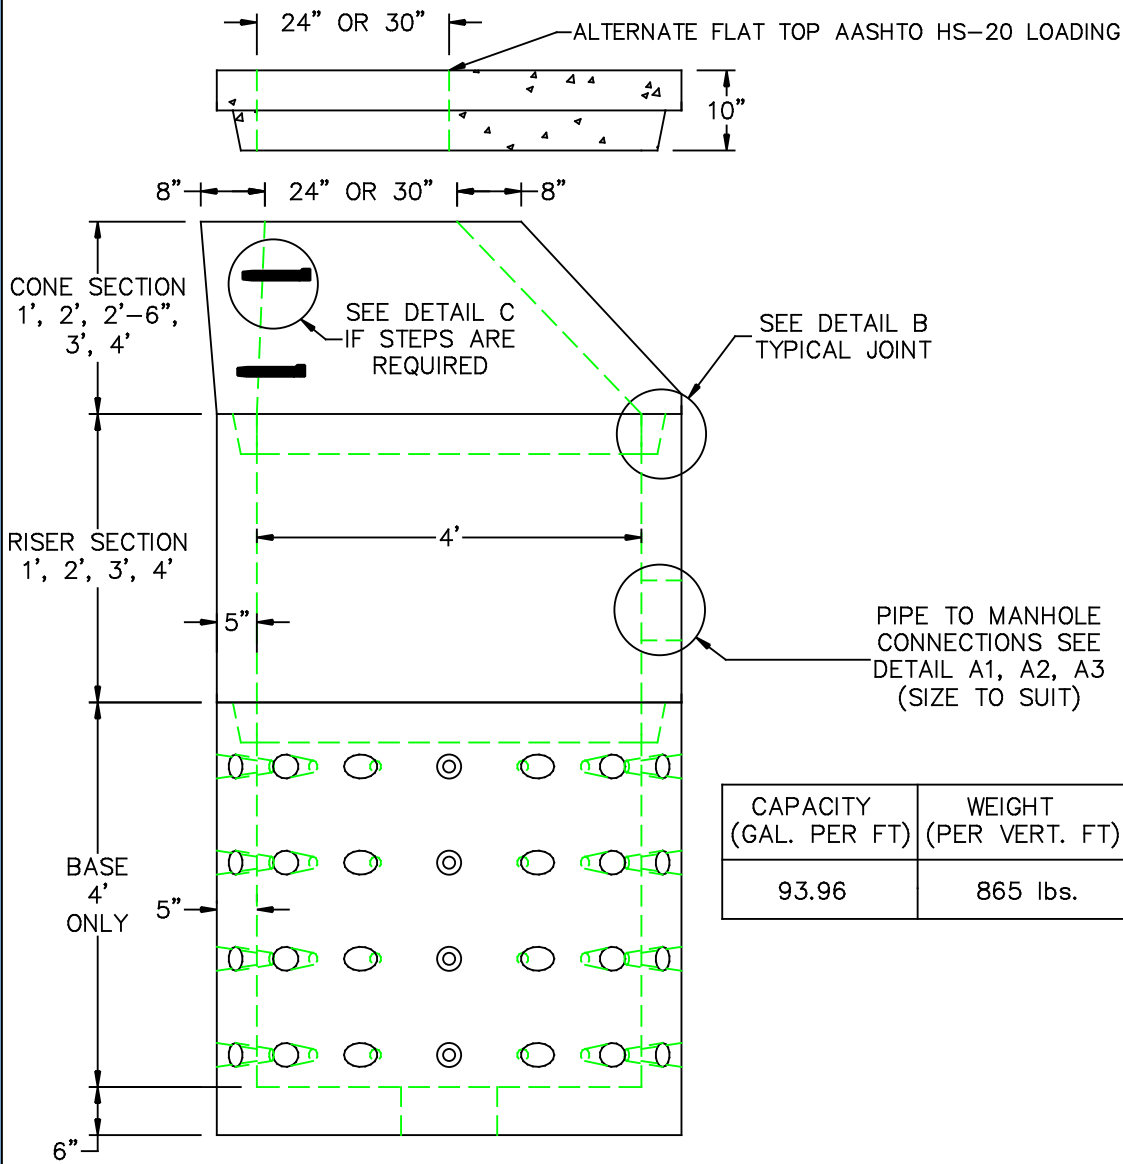 24” OR 30”
ALTERNATE FLAT TOP AASHTO HS-20 LOADING
10”
8”
24” OR 30”
8”
CONE SECTION
1’, 2’, 2’-6”,
3’, 4’
SEE DETAIL C
IF STEPS ARE
REQUIRED
SEE DETAIL B
TYPICAL JOINT
RISER SECTION
1’, 2’, 3’, 4’
4’
5”
PIPE TO MANHOLE
CONNECTIONS SEE
DETAIL A1, A2, A3
(SIZE TO SUIT)
CAPACITY
(GAL. PER FT)
WEIGHT
(PER VERT. FT)
93.96
865 lbs.
BASE
4’
ONLY
5”
6”